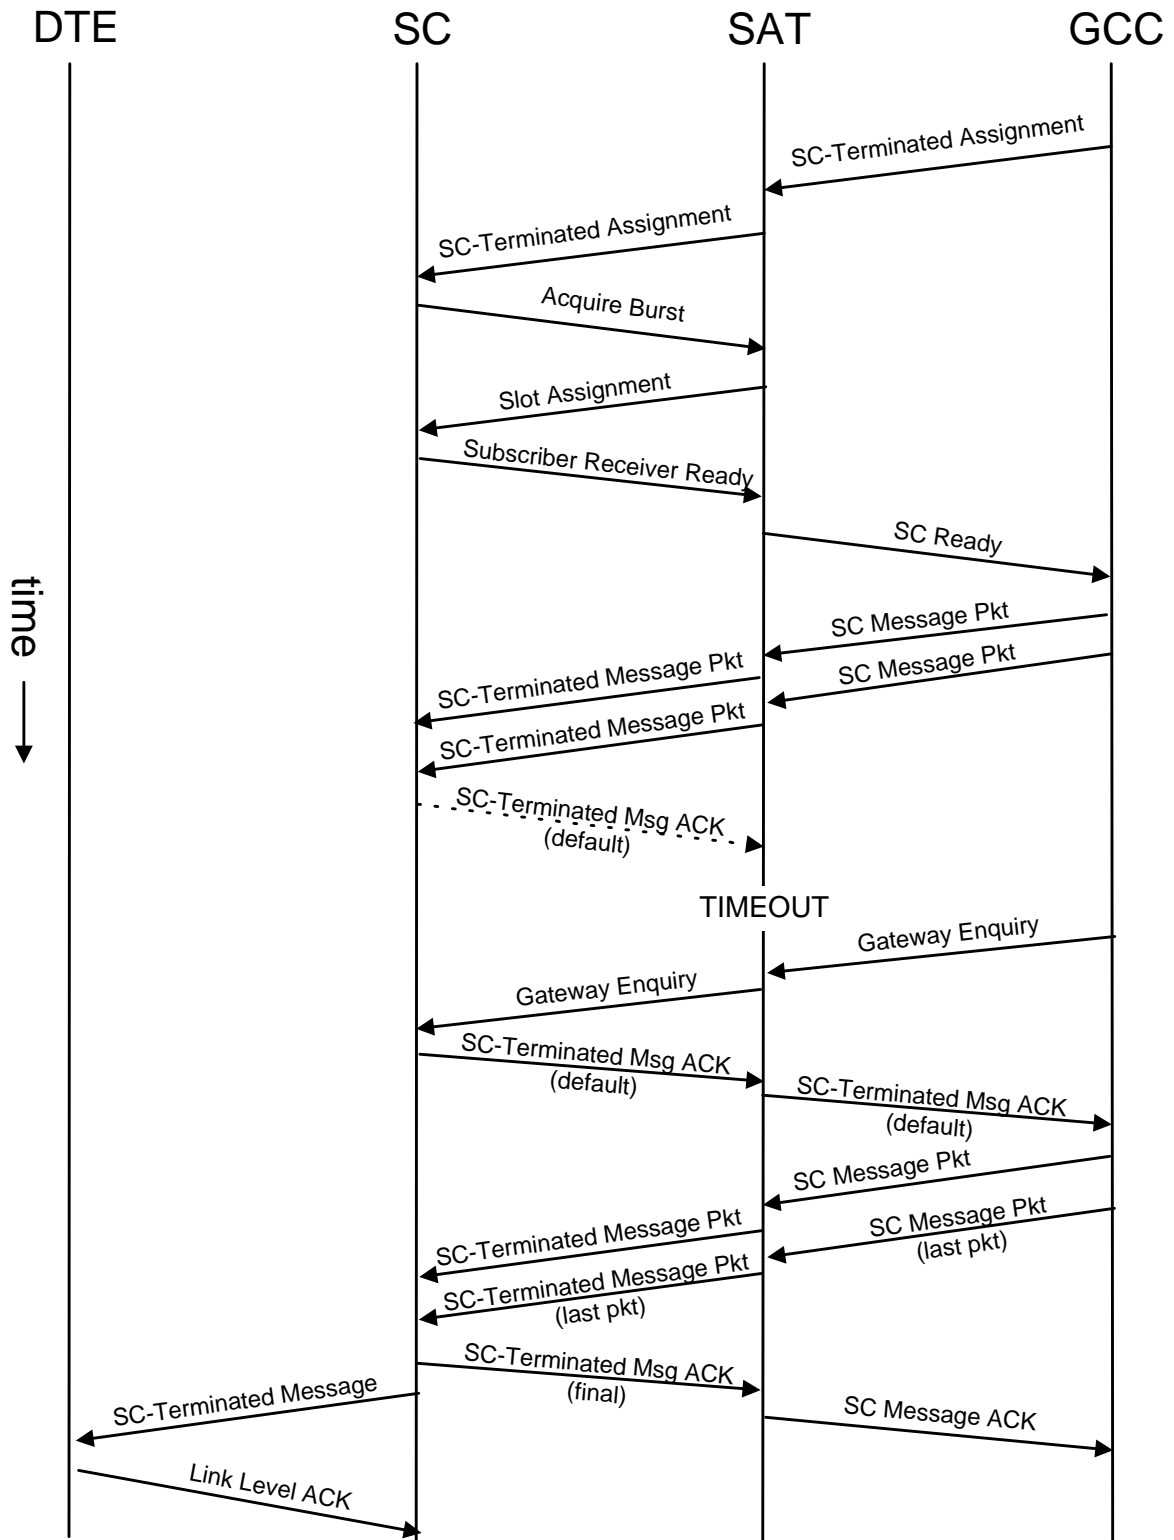 DTE
SC
SAT
GCC
SC-Terminated Assignment
SC-Terminated Assignment
Acquire Burst
Slot Assignment
Subscriber Receiver Ready
SC Ready
time
SC Message Pkt
SC Message Pkt
SC-Terminated Message Pkt
SC-Terminated Message Pkt
SC-Terminated Msg ACK
(default)
TIMEOUT
Gateway Enquiry
Gateway Enquiry
SC-Terminated Msg ACK
(default)
SC-Terminated Msg ACK
(default)
SC Message Pkt
SC Message Pkt
(last pkt)
SC-Terminated Message Pkt
SC-Terminated Message Pkt
(last pkt)
SC-Terminated Msg ACK
(final)
SC-Terminated Message
SC Message ACK
Link Level ACK